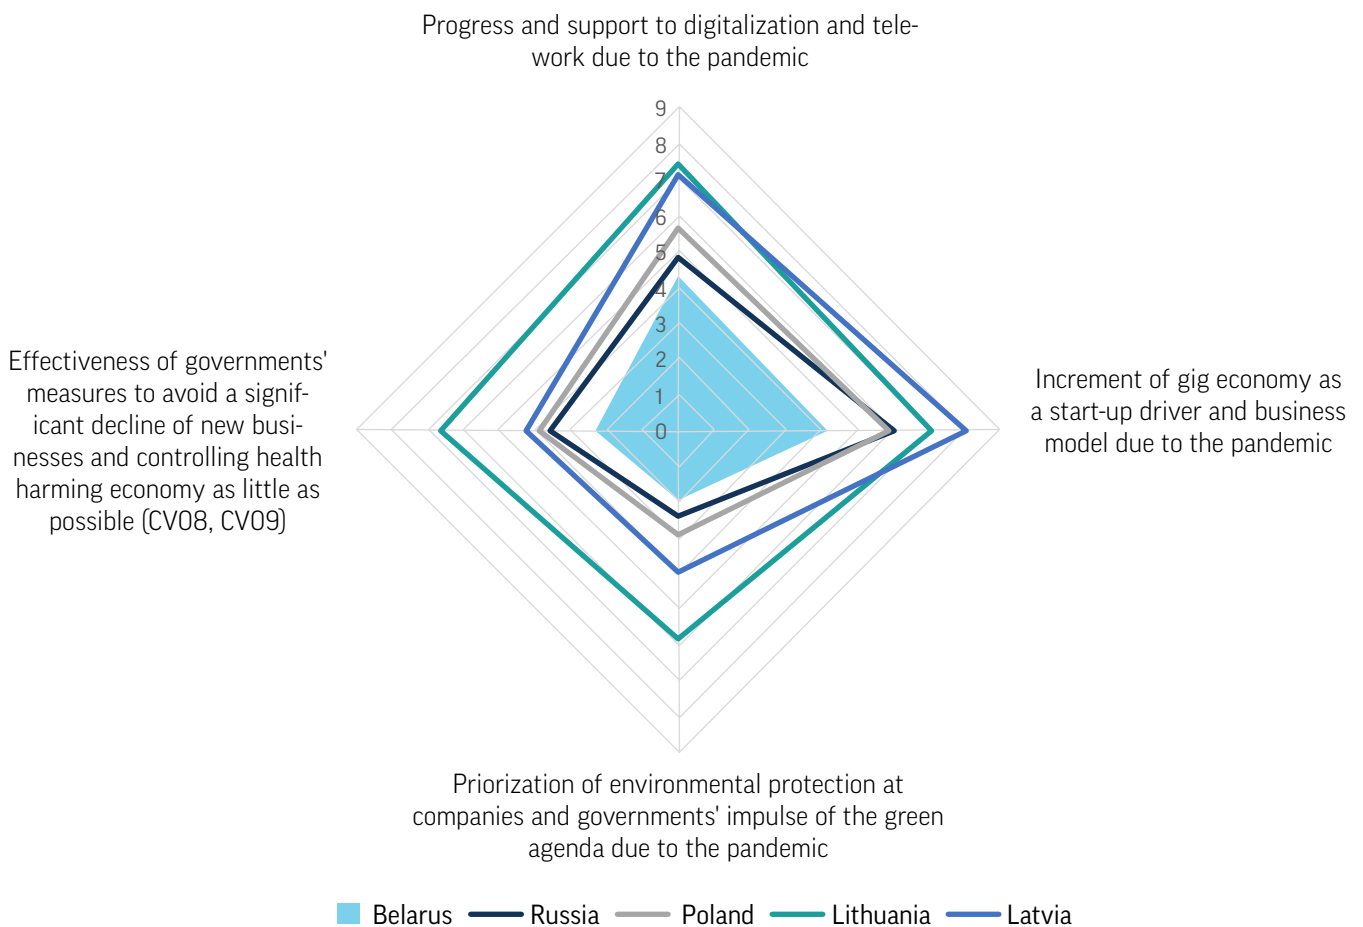 Progress and support to digitalization and tele-
work due to the pandemic
9
8
7
6
5
4
3
2
1
0
Effectiveness of governments'
measures to avoid a signif-
icant decline of new busi-
nesses and controlling health
harming economy as little as
possible (CV08, CV09)
Increment of gig economy as
a start-up driver and business
model due to the pandemic
Priorization of environmental protection at
companies and governments' impulse of the green
agenda due to the pandemic
Belarus Russia Poland Lithuania Latvia